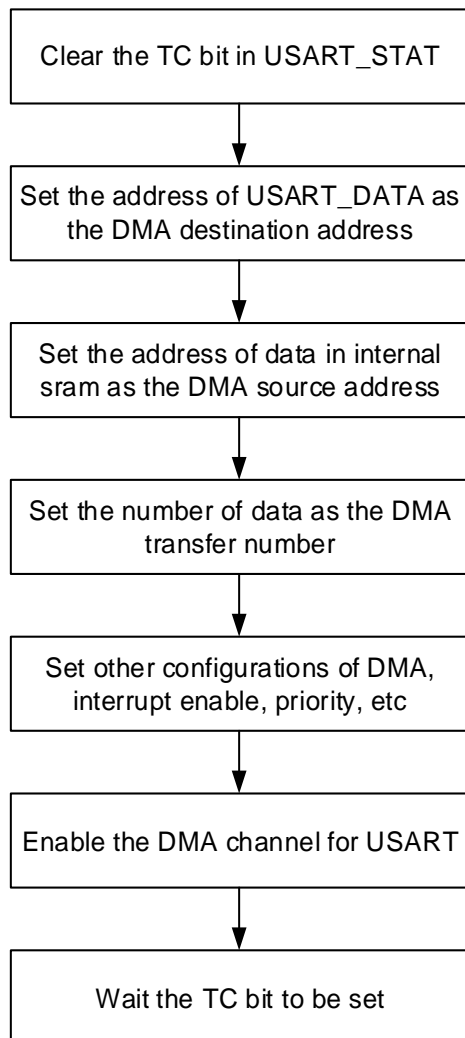 Clear the TC bit in USART_STAT
Set the address of USART_DATA as
the DMA destination address
Set the address of data in internal
sram as the DMA source address
Set the number of data as the DMA
transfer number
Set other configurations of DMA,
interrupt enable, priority, etc
Enable the DMA channel for USART
Wait the TC bit to be set